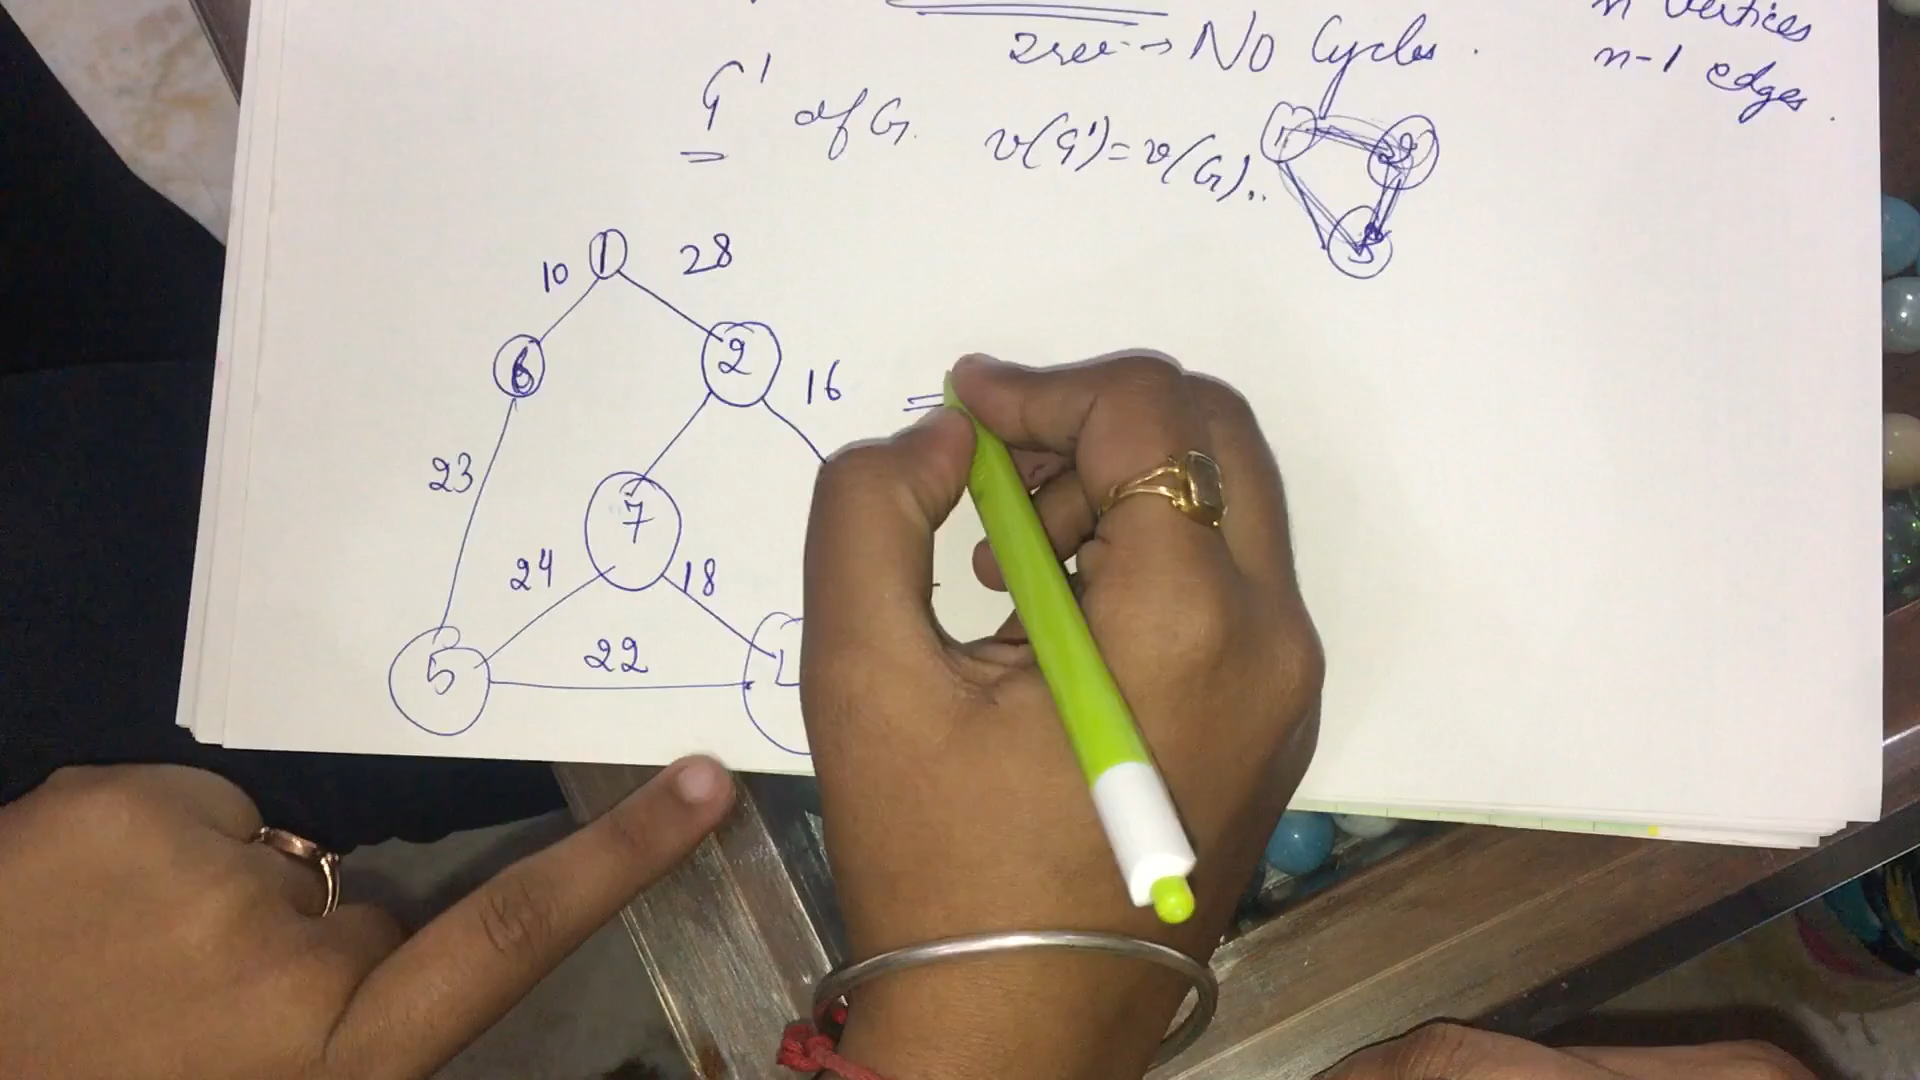 n vertices
n-1 edges.
→ No Cycles.
G' of G. v(G')=v(G)..
1 2
3
1
10 28
6 2
16
23
7
24 18
5 22